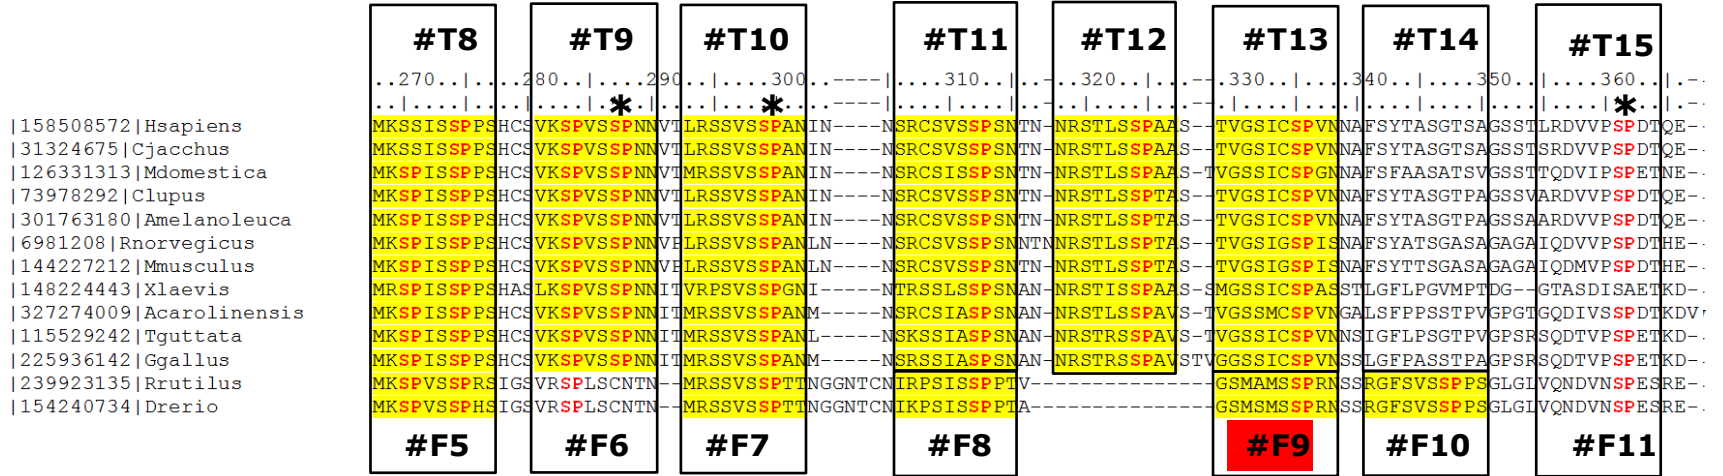 #T8 #T9 #T10 #T11 #T12 #T13 #T14 #T15
..270..|....280....|....290....|....300..----|....310....|....320....|....330....|....340....|....350....|....360..|.-
* * *
|158508572|Hsapiens MKSSISSPPSHCSVKSPVSSPNNVTLRSSVSSPANIN----NSRCSVSSPSNTN-NRSTLSSPAAS--TVGSICSPVNNAFSYTASGTSAGSSTLRDVVPSPDTQE-
|31324675|Cjacchus MKSSISSPPSHCSVKSPVSSPNNVTLRSSVSSPANIN----NSRCSISSPSNTN-NRSTLSSPAAS--TVGSICSPVNNAFSYTASGTSAGSSTSRDVVPSPDTQE-
|126331313|Mdomestica MKSPISSPPSHCSVKSPVSSPNNVTMRSSVSSPANIN----NSRCSISSPSNTN-NRSTLSSPAAS-TVGSSICSPGNNAFSFAASATSVGSSTTQDVIPSPETNE-
|73978292|Clupus MKSPISSPPSHCSVKSPVSSPNNVTLRSSVSSPANIN----NSRCSVSSPSNTN-NRSTLSSPTAS--TVGSICSPVNNAFSYTASGTPAGSSVARDVVPSPDTQE-
|301763180|Amelanoleuca MKSPISSPPSHCSVKSPVSSPNNVTLRSSVSSPANIN----NSRCSVSSPSNTN-NRSTLSSPTAS--TVGSICSPVNNAFSYTASGTPAGSSAARDVVPSPDTQE-
|6981208|Rnorvegicus MKSPISSPPSHCSVKSPVSSPNNVPLRSSVSSPANLN----NSRCSVSSPSNNTNNRSTLSSPTAS--TVGSIGSPISNAFSYATSGASAGAGAIQDVVPSPDTHE-
|144227212|Mmusculus MKSPISSPPSHCSVKSPVSSPNNVPLRSSVSSPANLN----NSRCSVSSPSNTN-NRSTLSSPTAS--TVGSIGSPISNAFSYTTSGASAGAGAIQDMVPSPDTHE-
|148224443|Xlaevis MRSPISSPPSHASLKSPVSSPNNITVRPSVSSPGNI-----NTRSSLSSPSNAN-NRSTISSPAAS--SMGSSICSPASSTLGFLPGVMPTDG--GTASDISAETKD-
|327274009|Acarolinensis MKSPISSPPSHCSVKSPVSSPNNITMRSSVSSPANM-----NSRCSIASPSNAN-NRSTLSSPAVS-TVGSSMCSPVNGALSFPPSSTPVGPGTGQDIVSSPDTKDV
|115529242|Tguttata MKSPISSPPSHCSVKSPVSSPNNITMRSSVSSPANL-----NSKSSIASPSNAN-NRSTRSSPAVS-TVGSSICSPVNSIGFLPSGTPVGPSRSQDTVPSPETKD-
|225936142|Ggallus MKSPISSPPSHCSVKSPVSSPNNITMRSSVSSPANM-----NSRSSIASPSNAN-NRSTRSSPAVSTVGGSSICSPVNSSLGFPASSTPAGPSRSQDTVPSPETKD-
|239923135|Rrutilus MKSPVSSPRSIGSVRSPLSCNTN--MRSSVSSPTTNGGNTCNIRPSISSPPTV---------------GSMAMSSPRNSSRGFSVSSPPSGLGLVQNDVNSPESRE-
|154240734|Drerio MKSPVSSPHSIGSVRSPLSCNTN--MRSSVSSPTTNGGNTCNIKPSISSPPTA---------------GSMSMSSPRNSSRGFSVSSPPSGLGLVQNDVNSPESRE-
#F5 #F6 #F7 #F8 #F9 #F10 #F11